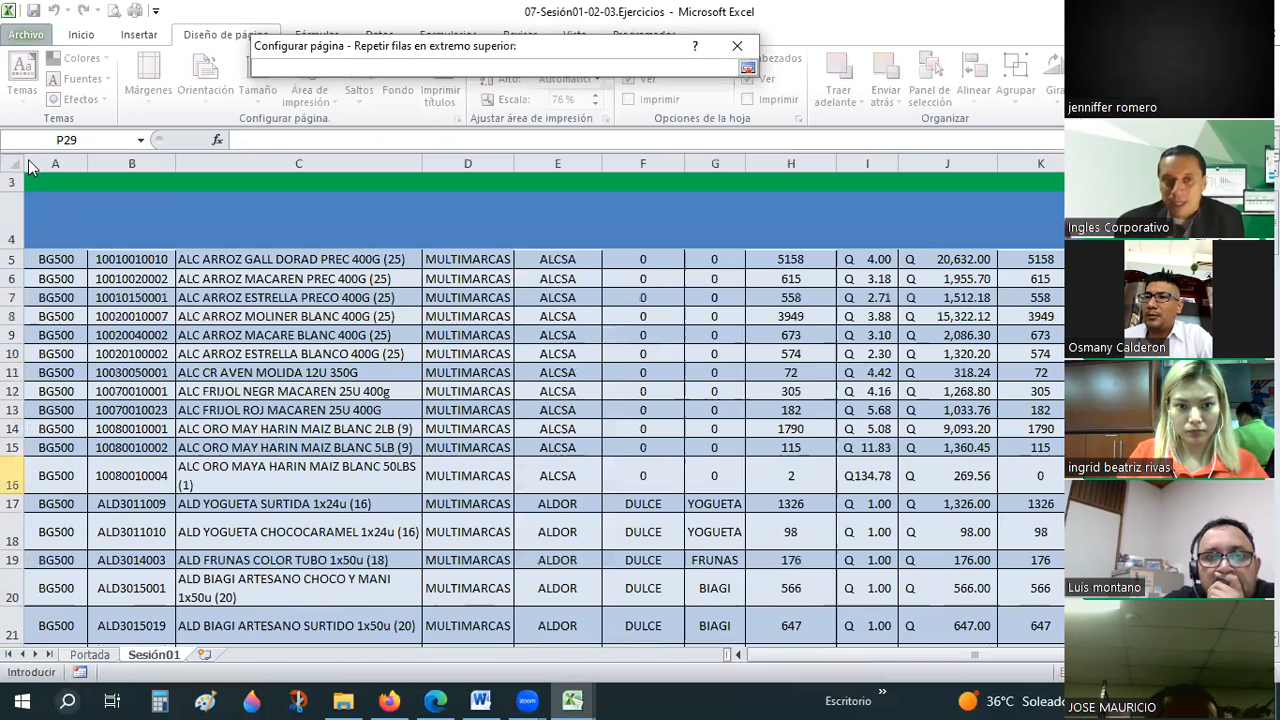 07-Sesión01-02-03.Ejercicios - Microsoft Excel
Archivo Inicio Insertar Diseño de página Fórmulas Datos Formularios Revisar Vista Programador
Configurar página - Repetir filas en extremo superior:
Temas
Colores
Fuentes
Efectos
Temas
Márgenes Orientación Tamaño Área de impresión Saltos Fondo Imprimir títulos
Configurar página
Alto: Automático
Escala: 76 %
Ajustar área de impresión
Ver
Imprimir
Ver
Imprimir
Opciones de la hoja
Traer adelante Enviar atrás Panel de selección Alinear Agrupar
Organizar
P29 fx
A B C D E F G H I J K
3
4
5 BG500 10010010010 ALC ARROZ GALL DORAD PREC 400G (25) MULTIMARCAS ALCSA 0 0 5158 Q 4.00 Q 20,632.00 5158
6 BG500 10010020002 ALC ARROZ MACAREN PREC 400G (25) MULTIMARCAS ALCSA 0 0 615 Q 3.18 Q 1,955.70 615
7 BG500 10010150001 ALC ARROZ ESTRELLA PRECO 400G (25) MULTIMARCAS ALCSA 0 0 558 Q 2.71 Q 1,512.18 558
8 BG500 10020010007 ALC ARROZ MOLINER BLANC 400G (25) MULTIMARCAS ALCSA 0 0 3949 Q 3.88 Q 15,322.12 3949
9 BG500 10020040002 ALC ARROZ MACARE BLANC 400G (25) MULTIMARCAS ALCSA 0 0 673 Q 3.10 Q 2,086.30 673
10 BG500 10020100002 ALC ARROZ ESTRELLA BLANCO 400G (25) MULTIMARCAS ALCSA 0 0 574 Q 2.30 Q 1,320.20 574
11 BG500 10030050001 ALC CR AVEN MOLIDA 12U 350G MULTIMARCAS ALCSA 0 0 72 Q 4.42 Q 318.24 72
12 BG500 10070010001 ALC FRIJOL NEGR MACAREN 25U 400g MULTIMARCAS ALCSA 0 0 305 Q 4.16 Q 1,268.80 305
13 BG500 10070010023 ALC FRIJOL ROJ MACAREN 25U 400G MULTIMARCAS ALCSA 0 0 182 Q 5.68 Q 1,033.76 182
14 BG500 10080010001 ALC ORO MAY HARIN MAIZ BLANC 2LB (9) MULTIMARCAS ALCSA 0 0 1790 Q 5.08 Q 9,093.20 1790
15 BG500 10080010002 ALC ORO MAY HARIN MAIZ BLANC 5LB (9) MULTIMARCAS ALCSA 0 0 115 Q 11.83 Q 1,360.45 115
16 BG500 10080010004 ALC ORO MAYA HARIN MAIZ BLANC 50LBS (1) MULTIMARCAS ALCSA 0 0 2 Q134.78 Q 269.56 0
17 BG500 ALD3011009 ALD YOGUETA SURTIDA 1x24u (16) MULTIMARCAS ALDOR DULCE YOGUETA 1326 Q 1.00 Q 1,326.00 1326
18 BG500 ALD3011010 ALD YOGUETA CHOCOCARAMEL 1x24u (16) MULTIMARCAS ALDOR DULCE YOGUETA 98 Q 1.00 Q 98.00 98
19 BG500 ALD3014003 ALD FRUNAS COLOR TUBO 1x50u (18) MULTIMARCAS ALDOR DULCE FRUNAS 176 Q 1.00 Q 176.00 176
20 BG500 ALD3015001 ALD BIAGI ARTESANO CHOCO Y MANI 1x50u (20) MULTIMARCAS ALDOR DULCE BIAGI 566 Q 1.00 Q 566.00 566
21 BG500 ALD3015019 ALD BIAGI ARTESANO SURTIDO 1x50u (20) MULTIMARCAS ALDOR DULCE BIAGI 647 Q 1.00 Q 647.00 647
Portada Sesión01
Introducir
Escritorio » 36°C Soleado
jenniffer romero
Ingles Corporativo
Osmany Calderon
ingrid beatriz rivas
Luis montano
JOSE MAURICIO